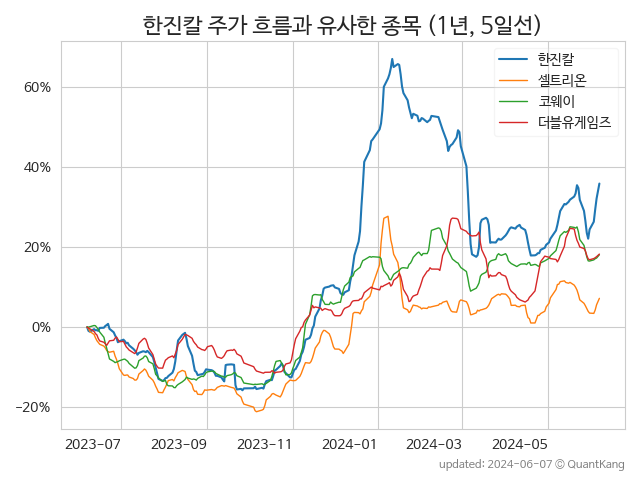 한진칼 주가 흐름과 유사한 종목 (1년, 5일선)
한진칼
셀트리온
코웨이
더블유게임즈
60%
40%
20%
0%
−20%
2023-07 2023-09 2023-11 2024-01 2024-03 2024-05
updated: 2024-06-07 © QuantKang